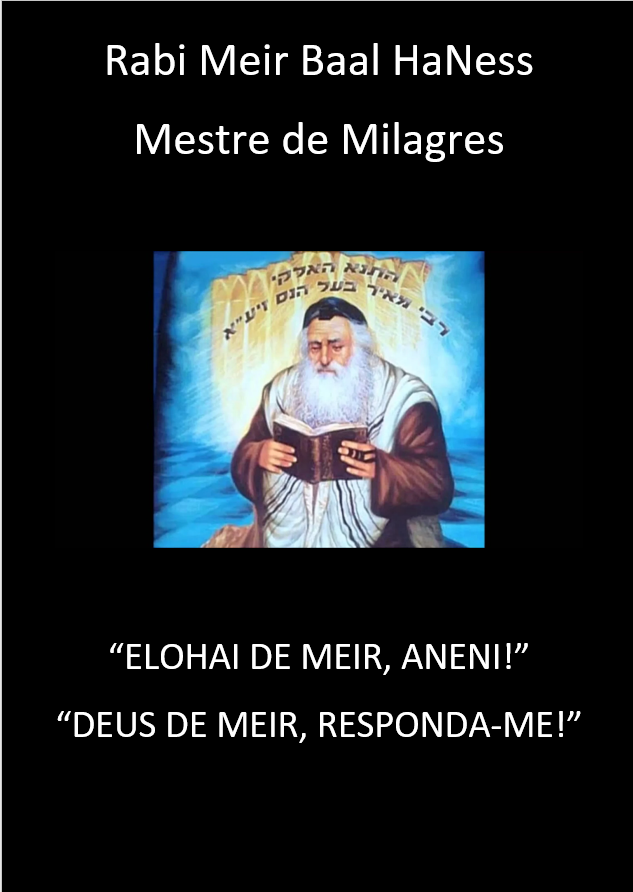 Rabi Meir Baal HaNess
Mestre de Milagres
התנא האלקי
רבי מאיר בעל הנס זיע״א
“ELOHAI DE MEIR, ANENI!”
“DEUS DE MEIR, RESPONDA-ME!”